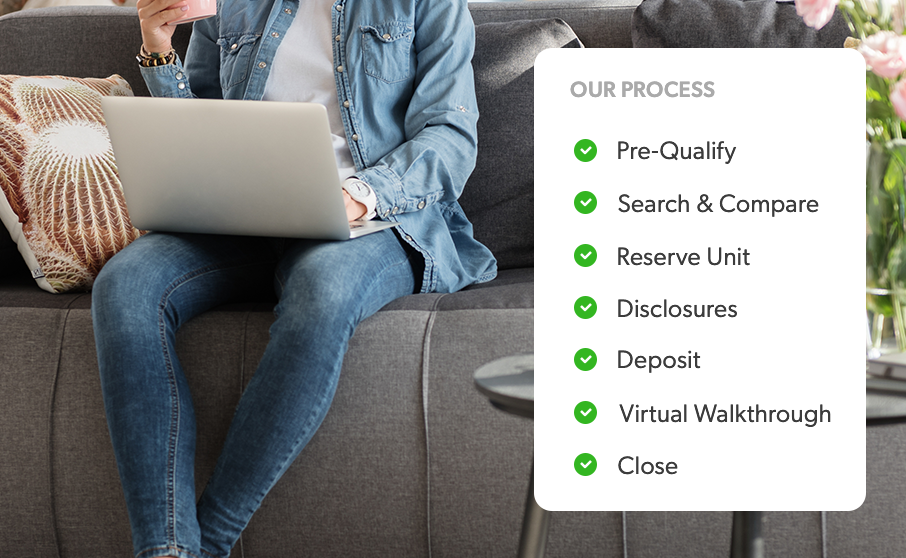 OUR PROCESS
Pre-Qualify
Search & Compare
Reserve Unit
Disclosures
Deposit
Virtual Walkthrough
Close